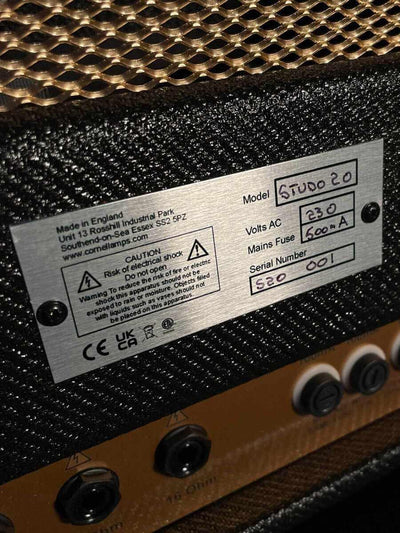 Made in England
Unit 13 Rosshill Industrial Park
Southend-on-Sea Essex SS2 5PZ
www.cornellamps.com
CAUTION
Risk of electrical shock
Do not open
Warning To reduce the risk of fire or electric
shock this apparatus should not be
exposed to rain or moisture. Objects filled
with liquids such as vases should not
be placed on this apparatus.
CE UK
CA
Model STUDO 20
Volts AC 230
Mains Fuse 500mA
Serial Number
S20 001
16 Ohm